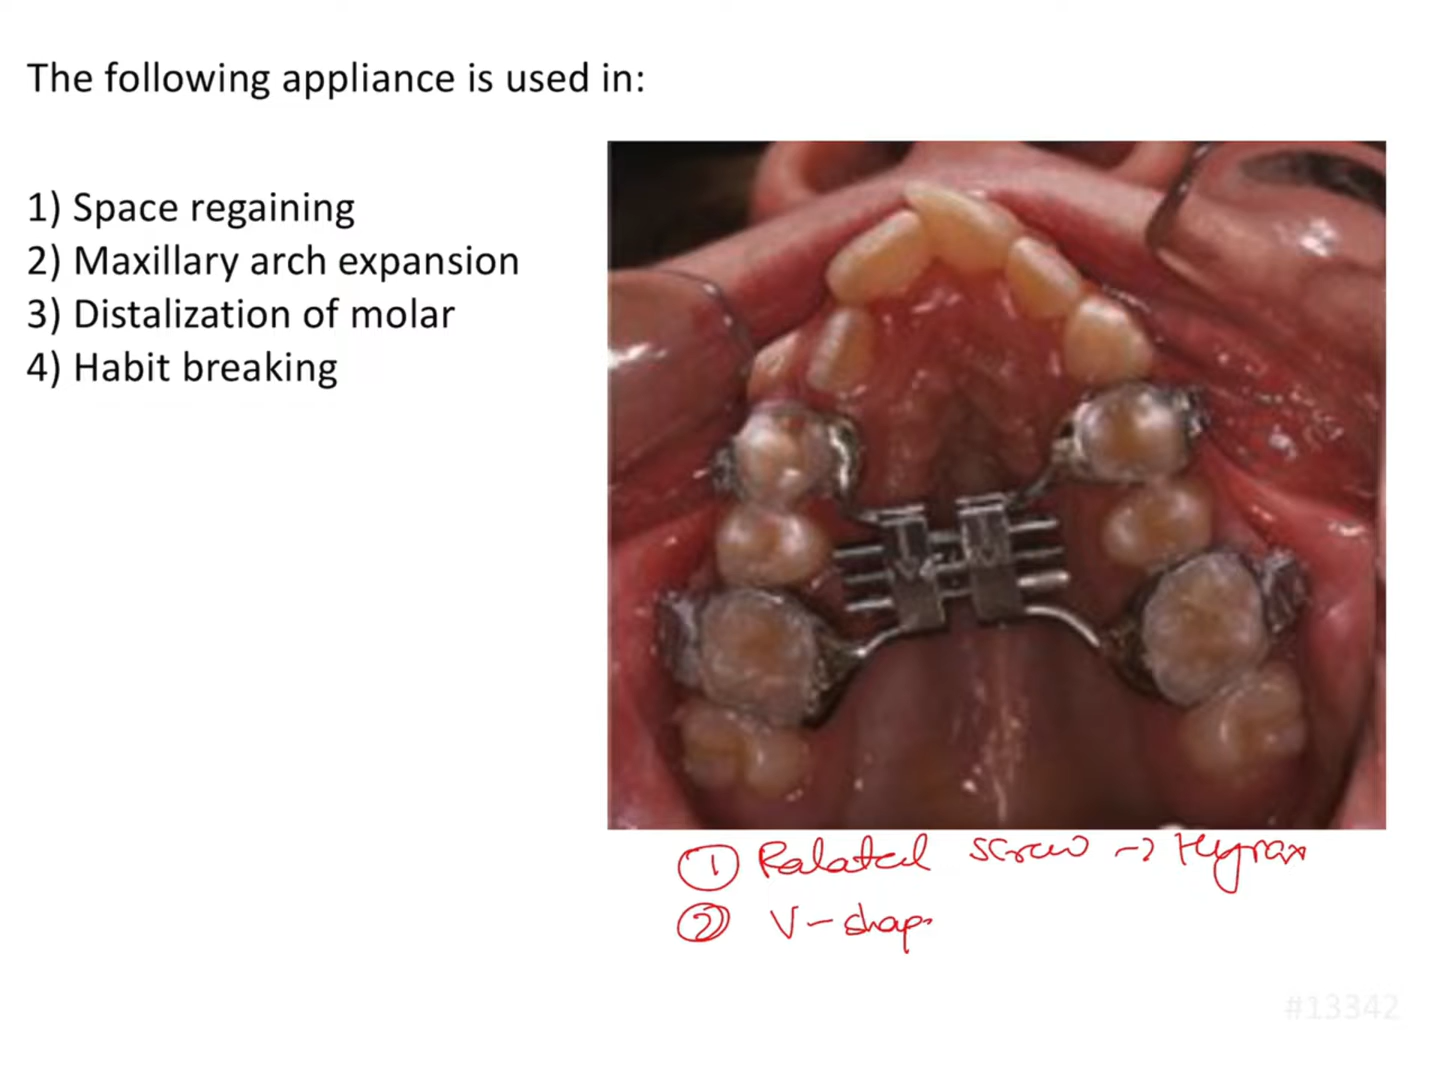 The following appliance is used in:
1) Space regaining
2) Maxillary arch expansion
3) Distalization of molar
4) Habit breaking
① Palatal screw → Hyrax
② V-shap
#13342